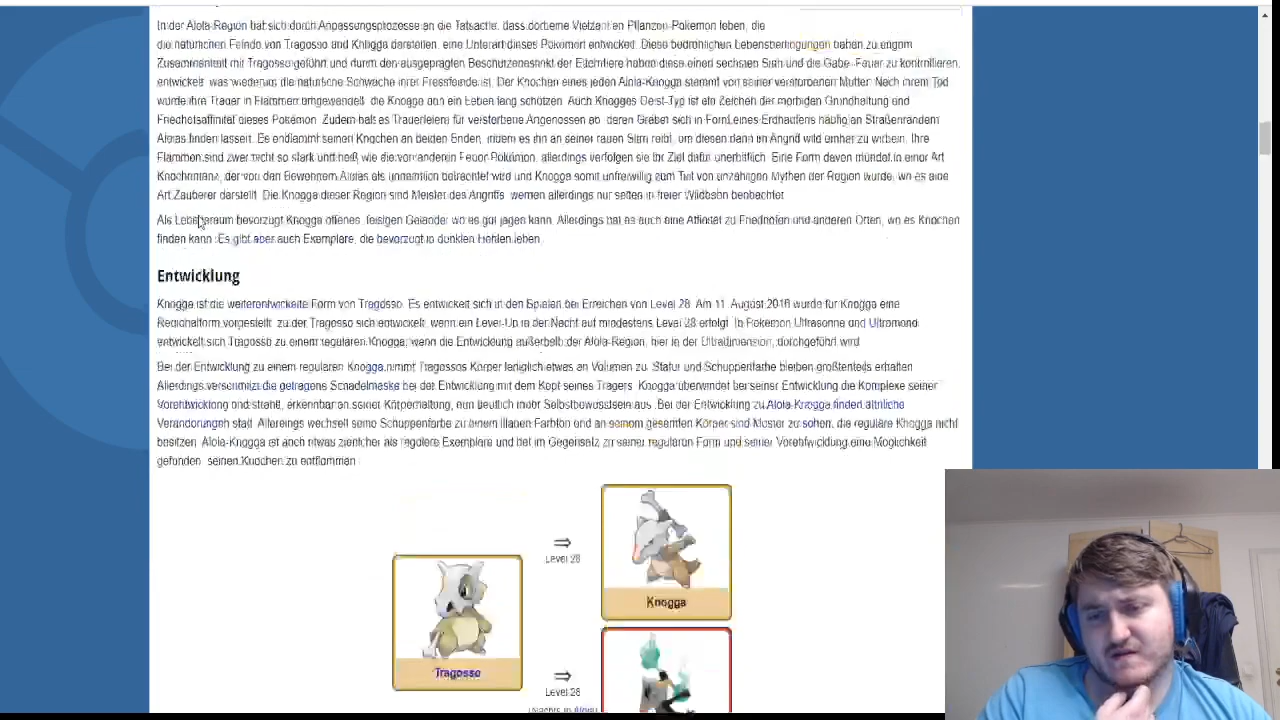 In der Alola-Region hat sich durch Anpassungsprozesse an die Tatsache, dass dort eine Vielzahl an Pflanzen-Pokémon leben, die
die natürlichen Feinde von Tragosso und Knogga darstellen, eine Unterart dieses Pokémon entwickelt. Diese bedrohlichen Lebensbedingungen haben zu engem
Zusammenhalt mit Tragosso geführt und durch den ausgeprägten Beschützerinstinkt der Elterntiere haben diese einen sechsten Sinn und die Gabe, Feuer zu kontrollieren,
entwickelt, was wiederum die natürliche Schwäche ihrer Fressfeinde ist. Der Knochen eines jeden Alola-Knogga stammt von seiner verstorbenen Mutter. Nach ihrem Tod
wurde ihre Trauer in Flammen umgewandelt, die Knogga nun ein Leben lang schützen. Auch Knoggas Geist-Typ ist ein Zeichen der morbiden Grundhaltung und
Friedhofsaffinität dieses Pokémon. Zudem hält es Trauerfeiern für verstorbene Angenossen ab, deren Gräber sich in Form eines Erdhaufens häufig an Straßenrändern
Alolas finden lassen. Es entflammt seinen Knochen an beiden Enden, indem es ihn an seiner rauen Stirn reibt, um diesen dann im Angriff wild umher zu wirbeln. Ihre
Flammen sind zwar nicht so stark und heiß wie die von anderen Feuer-Pokémon, allerdings verfolgen sie ihr Ziel dafür unerbittlich. Eine Form davon mündet in einer Art
Knochentanz, der von den Bewohnern Alolas als unheimlich betrachtet wird und Knogga somit unfreiwillig zum Teil von unzähligen Mythen der Region wurde, wo es eine
Art Zauberer darstellt. Die Knogga dieser Region sind Meister des Angriffs, werden allerdings nur selten in freier Wildbahn beobachtet.
Als Lebensraum bevorzugt Knogga offenes, felsiges Gelände, wo es gut jagen kann. Allerdings hat es auch eine Affinität zu Friedhöfen und anderen Orten, wo es Knochen
finden kann. Es gibt aber auch Exemplare, die bevorzugt in dunklen Höhlen leben.
Entwicklung
Knogga ist die weiterentwickelte Form von Tragosso. Es entwickelt sich in den Spielen bei Erreichen von Level 28. Am 11. August 2016 wurde für Knogga eine
Regionalform vorgestellt, zu der Tragosso sich entwickelt, wenn ein Level-Up in der Nacht auf mindestens Level 28 erfolgt. In Pokémon Ultrasonne und Ultramond
entwickelt sich Tragosso zu einem regulären Knogga, wenn die Entwicklung außerhalb der Alola-Region, hier in der Ultradimension, durchgeführt wird.
Bei der Entwicklung zu einem regulären Knogga nimmt Tragossos Körper lediglich etwas an Volumen zu. Statur und Schuppenfarbe bleiben größtenteils erhalten.
Allerdings verschmilzt die getragene Schädelmaske bei der Entwicklung mit dem Kopf seines Trägers. Knogga überwindet bei seiner Entwicklung die Komplexe seiner
Vorentwicklung und strahlt, erkennbar an seiner Körperhaltung, nun deutlich mehr Selbstbewusstsein aus. Bei der Entwicklung zu Alola-Knogga finden ähnliche
Veränderungen statt. Allerdings wechselt seine Schuppenfarbe zu einem lilanen Farbton und an seinem gesamten Körper sind Muster zu sehen, die reguläre Knogga nicht
besitzen. Alola-Knogga ist auch etwas zierlicher als reguläre Exemplare und hat im Gegensatz zu seiner regulären Form und seiner Vorentwicklung eine Möglichkeit
gefunden, seinen Knochen zu entflammen.
Level 28
Knogga
Tragosso
Level 28
(Nachts in Alola)